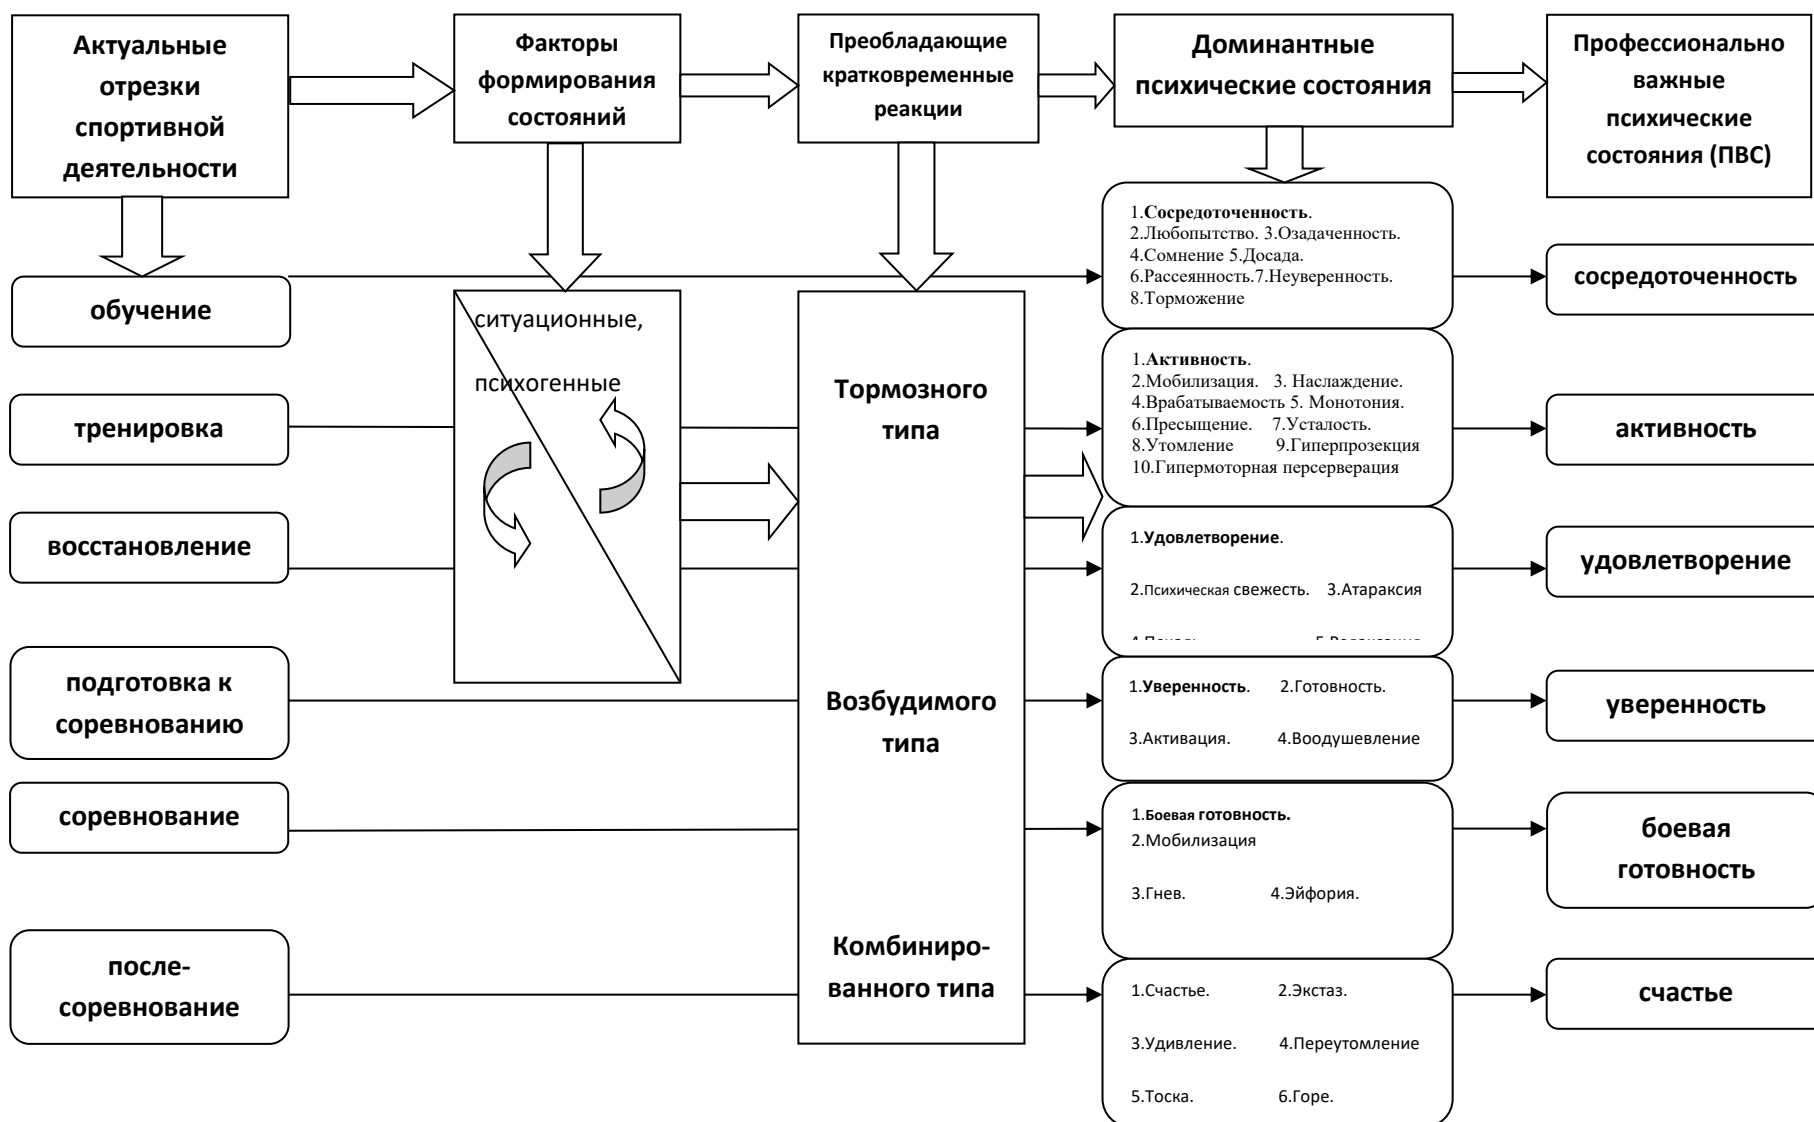 Актуальные
отрезки
спортивной
деятельности
Факторы
формирования
состояний
Преобладающие
кратковременные
реакции
Доминантные
психические состояния
Профессионально
важные
психические
состояния (ПВС)
обучение
тренировка
восстановление
подготовка к
соревнованию
соревнование
после-
соревнование
ситуационные,
психогенные
Тормозного
типа
Возбудимого
типа
Комбиниро-
ванного типа
1.Сосредоточенность.
2.Любопытство. 3.Озадаченность.
4.Сомнение 5.Досада.
6.Рассеянность.7.Неуверенность.
8.Торможение
1.Активность.
2.Мобилизация. 3. Наслаждение.
4.Врабатываемость 5. Монотония.
6.Пресыщение. 7.Усталость.
8.Утомление 9.Гиперпрозекция
10.Гипермоторная персерверация
1.Удовлетворение.
2.Психическая свежесть. 3.Атараксия
1.Уверенность. 2.Готовность.
3.Активация. 4.Воодушевление
1.Боевая готовность.
2.Мобилизация
3.Гнев. 4.Эйфория.
1.Счастье. 2.Экстаз.
3.Удивление. 4.Переутомление
5.Тоска. 6.Горе.
сосредоточенность
активность
удовлетворение
уверенность
боевая
готовность
счастье